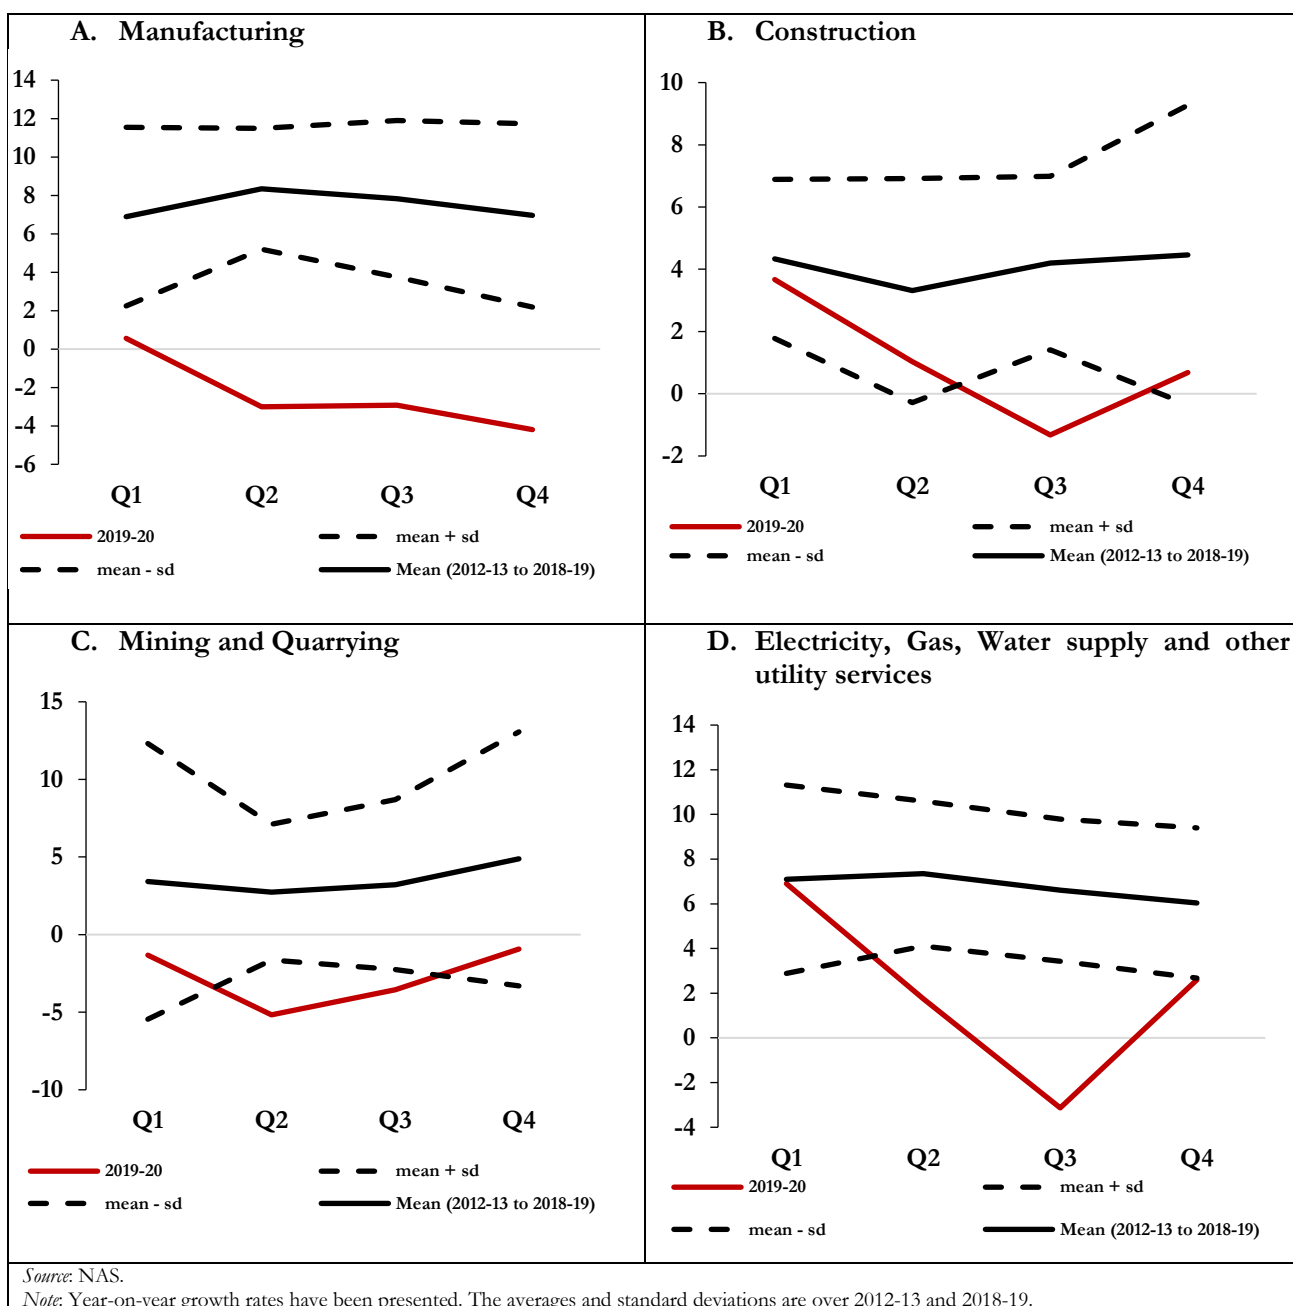 A. Manufacturing
14
12
10
8
6
4
2
0
-2
-4
-6
Q1 Q2 Q3 Q4
2019-20 mean + sd
mean - sd Mean (2012-13 to 2018-19)
B. Construction
10
8
6
4
2
0
-2
Q1 Q2 Q3 Q4
2019-20 mean + sd
mean - sd Mean (2012-13 to 2018-19)
C. Mining and Quarrying
15
10
5
0
-5
-10
Q1 Q2 Q3 Q4
2019-20 mean + sd
mean - sd Mean (2012-13 to 2018-19)
D. Electricity, Gas, Water supply and other
utility services
14
12
10
8
6
4
2
0
-2
-4
Q1 Q2 Q3 Q4
2019-20 mean + sd
mean - sd Mean (2012-13 to 2018-19)
Source: NAS.
Note: Year-on-year growth rates have been presented. The averages and standard deviations are over 2012-13 and 2018-19.